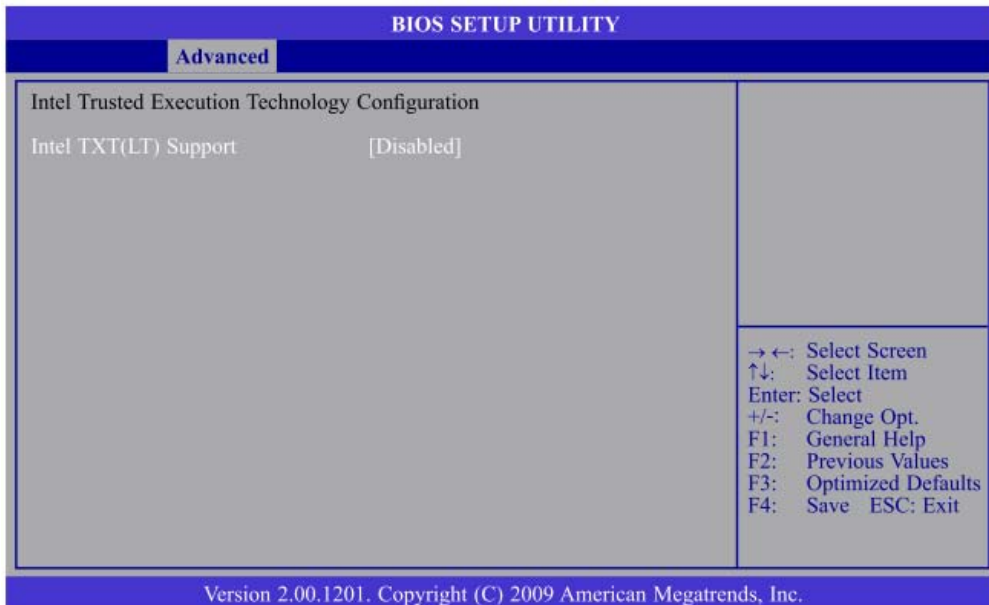 BIOS SETUP UTILITY
Advanced
Intel Trusted Execution Technology Configuration
Intel TXT(LT) Support [Disabled]
→ ←: Select Screen
↑↓: Select Item
Enter: Select
+/-: Change Opt.
F1: General Help
F2: Previous Values
F3: Optimized Defaults
F4: Save ESC: Exit
Version 2.00.1201. Copyright (C) 2009 American Megatrends, Inc.